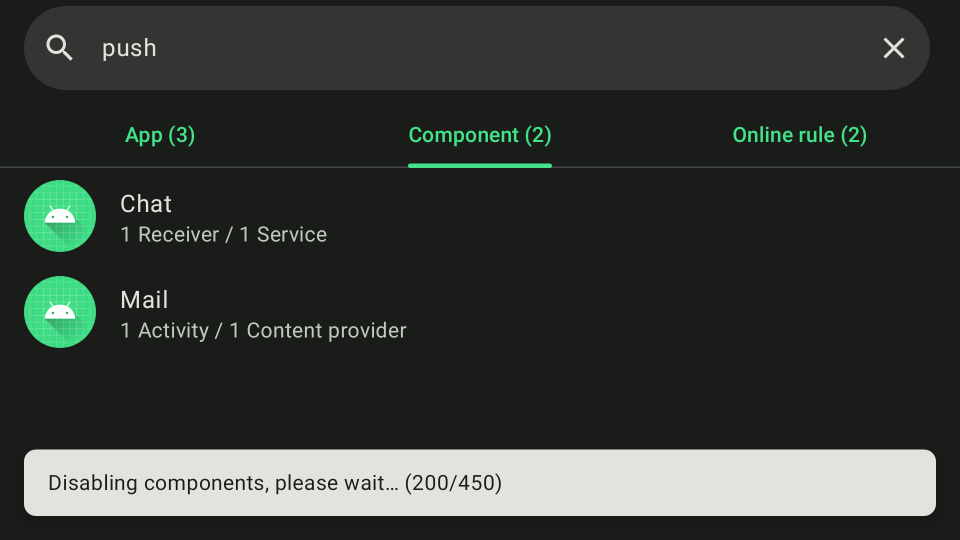 push
App (3)
Component (2)
Online rule (2)
Chat
1 Receiver / 1 Service
Mail
1 Activity / 1 Content provider
Disabling components, please wait… (200/450)